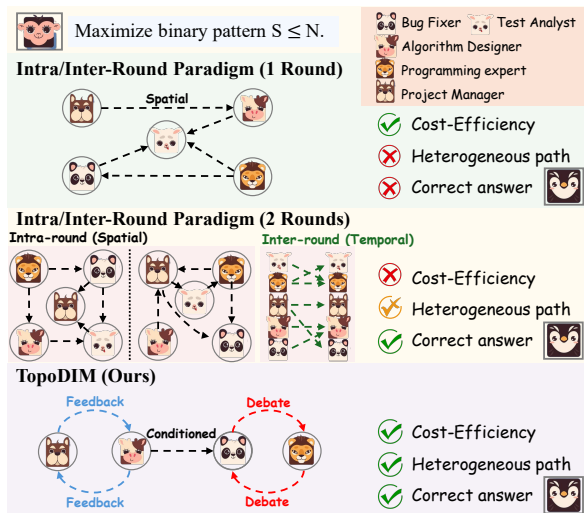 Maximize binary pattern S ≤ N.
Bug Fixer
Test Analyst
Algorithm Designer
Programming expert
Project Manager
Intra/Inter-Round Paradigm (1 Round)
Spatial
Cost-Efficiency
Heterogeneous path
Correct answer
Intra/Inter-Round Paradigm (2 Rounds)
Intra-round (Spatial)
Inter-round (Temporal)
Cost-Efficiency
Heterogeneous path
Correct answer
TopoDIM (Ours)
Feedback
Debate
Conditioned
Feedback
Debate
Cost-Efficiency
Heterogeneous path
Correct answer